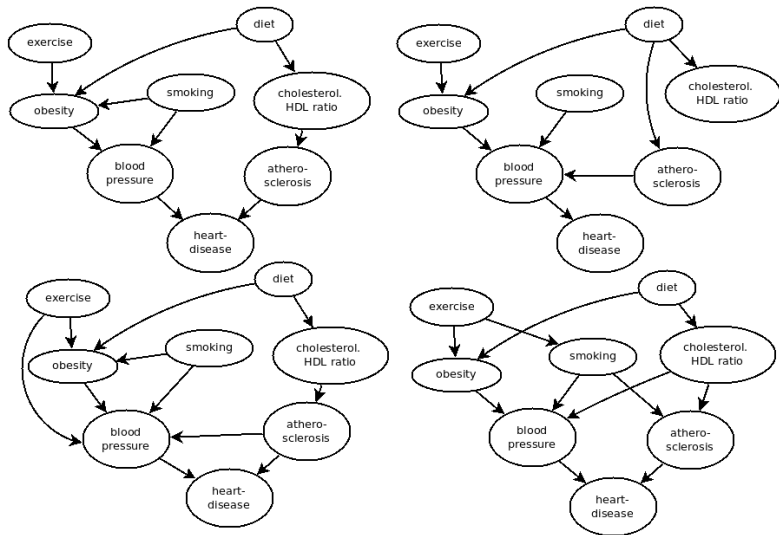 diet
exercise
smoking
cholesterol.
HDL ratio
obesity
blood
pressure
athero-
sclerosis
heart-
disease
diet
exercise
smoking
cholesterol.
HDL ratio
obesity
blood
pressure
athero-
sclerosis
heart-
disease
diet
exercise
smoking
cholesterol.
HDL ratio
obesity
blood
pressure
athero-
sclerosis
heart-
disease
diet
exercise
smoking
cholesterol.
HDL ratio
obesity
blood
pressure
athero-
sclerosis
heart-
disease